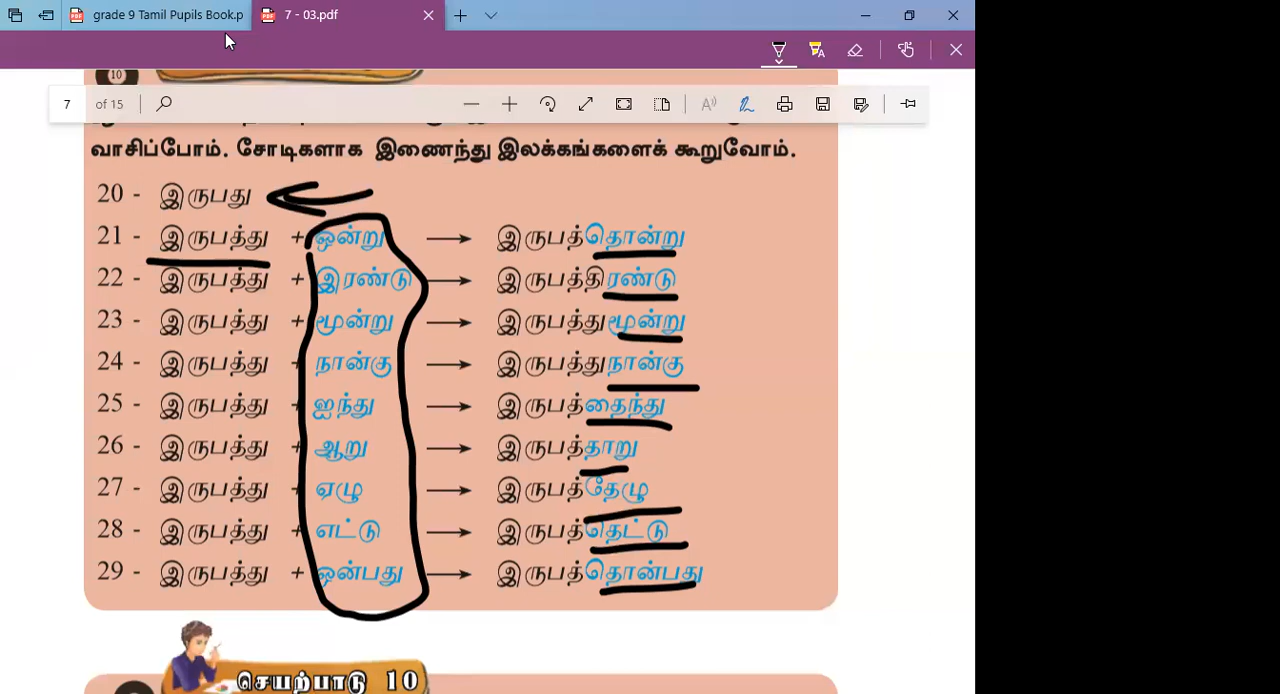 grade 9 Tamil Pupils Book.p
7 - 03.pdf
7 of 15
10
வாசிப்போம். சோடிகளாக இணைந்து இலக்கங்களைக் கூறுவோம்.
20 - இருபது
21 - இருபத்து + ஒன்று → இருபத்தொன்று
22 - இருபத்து + இரண்டு → இருபத்திரண்டு
23 - இருபத்து + மூன்று → இருபத்துமூன்று
24 - இருபத்து + நான்கு → இருபத்துநான்கு
25 - இருபத்து + ஐந்து → இருபத்தைந்து
26 - இருபத்து + ஆறு → இருபத்தாறு
27 - இருபத்து + ஏழு → இருபத்தேழு
28 - இருபத்து + எட்டு → இருபத்தெட்டு
29 - இருபத்து + ஒன்பது → இருபத்தொன்பது
செயற்பாடு 10